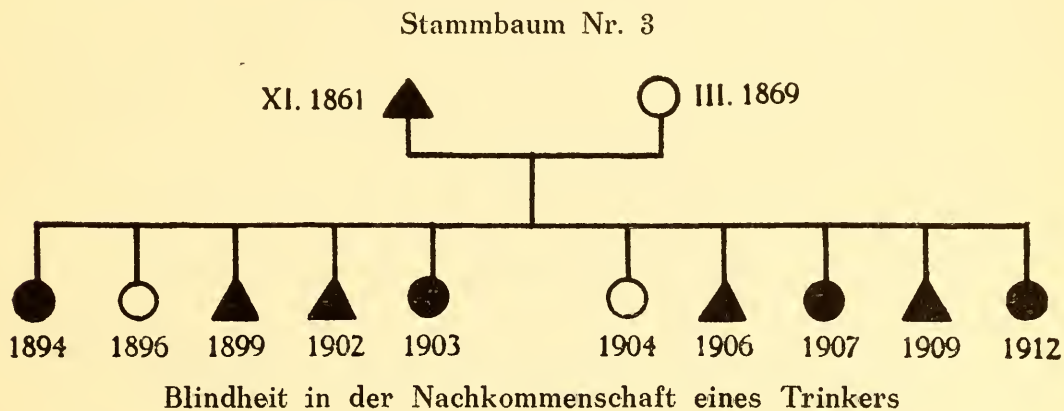 Stammbaum Nr. 3
XI. 1861 III. 1869
1894 1896 1899 1902 1903 1904 1906 1907 1909 1912
Blindheit in der Nachkommenschaft eines Trinkers